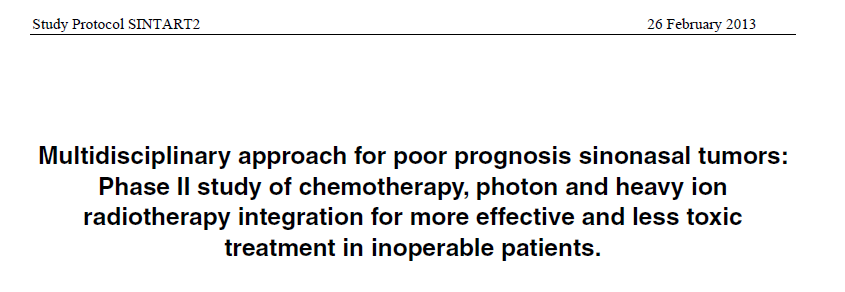 Study Protocol SINTART2 26 February 2013
Multidisciplinary approach for poor prognosis sinonasal tumors:
Phase II study of chemotherapy, photon and heavy ion
radiotherapy integration for more effective and less toxic
treatment in inoperable patients.